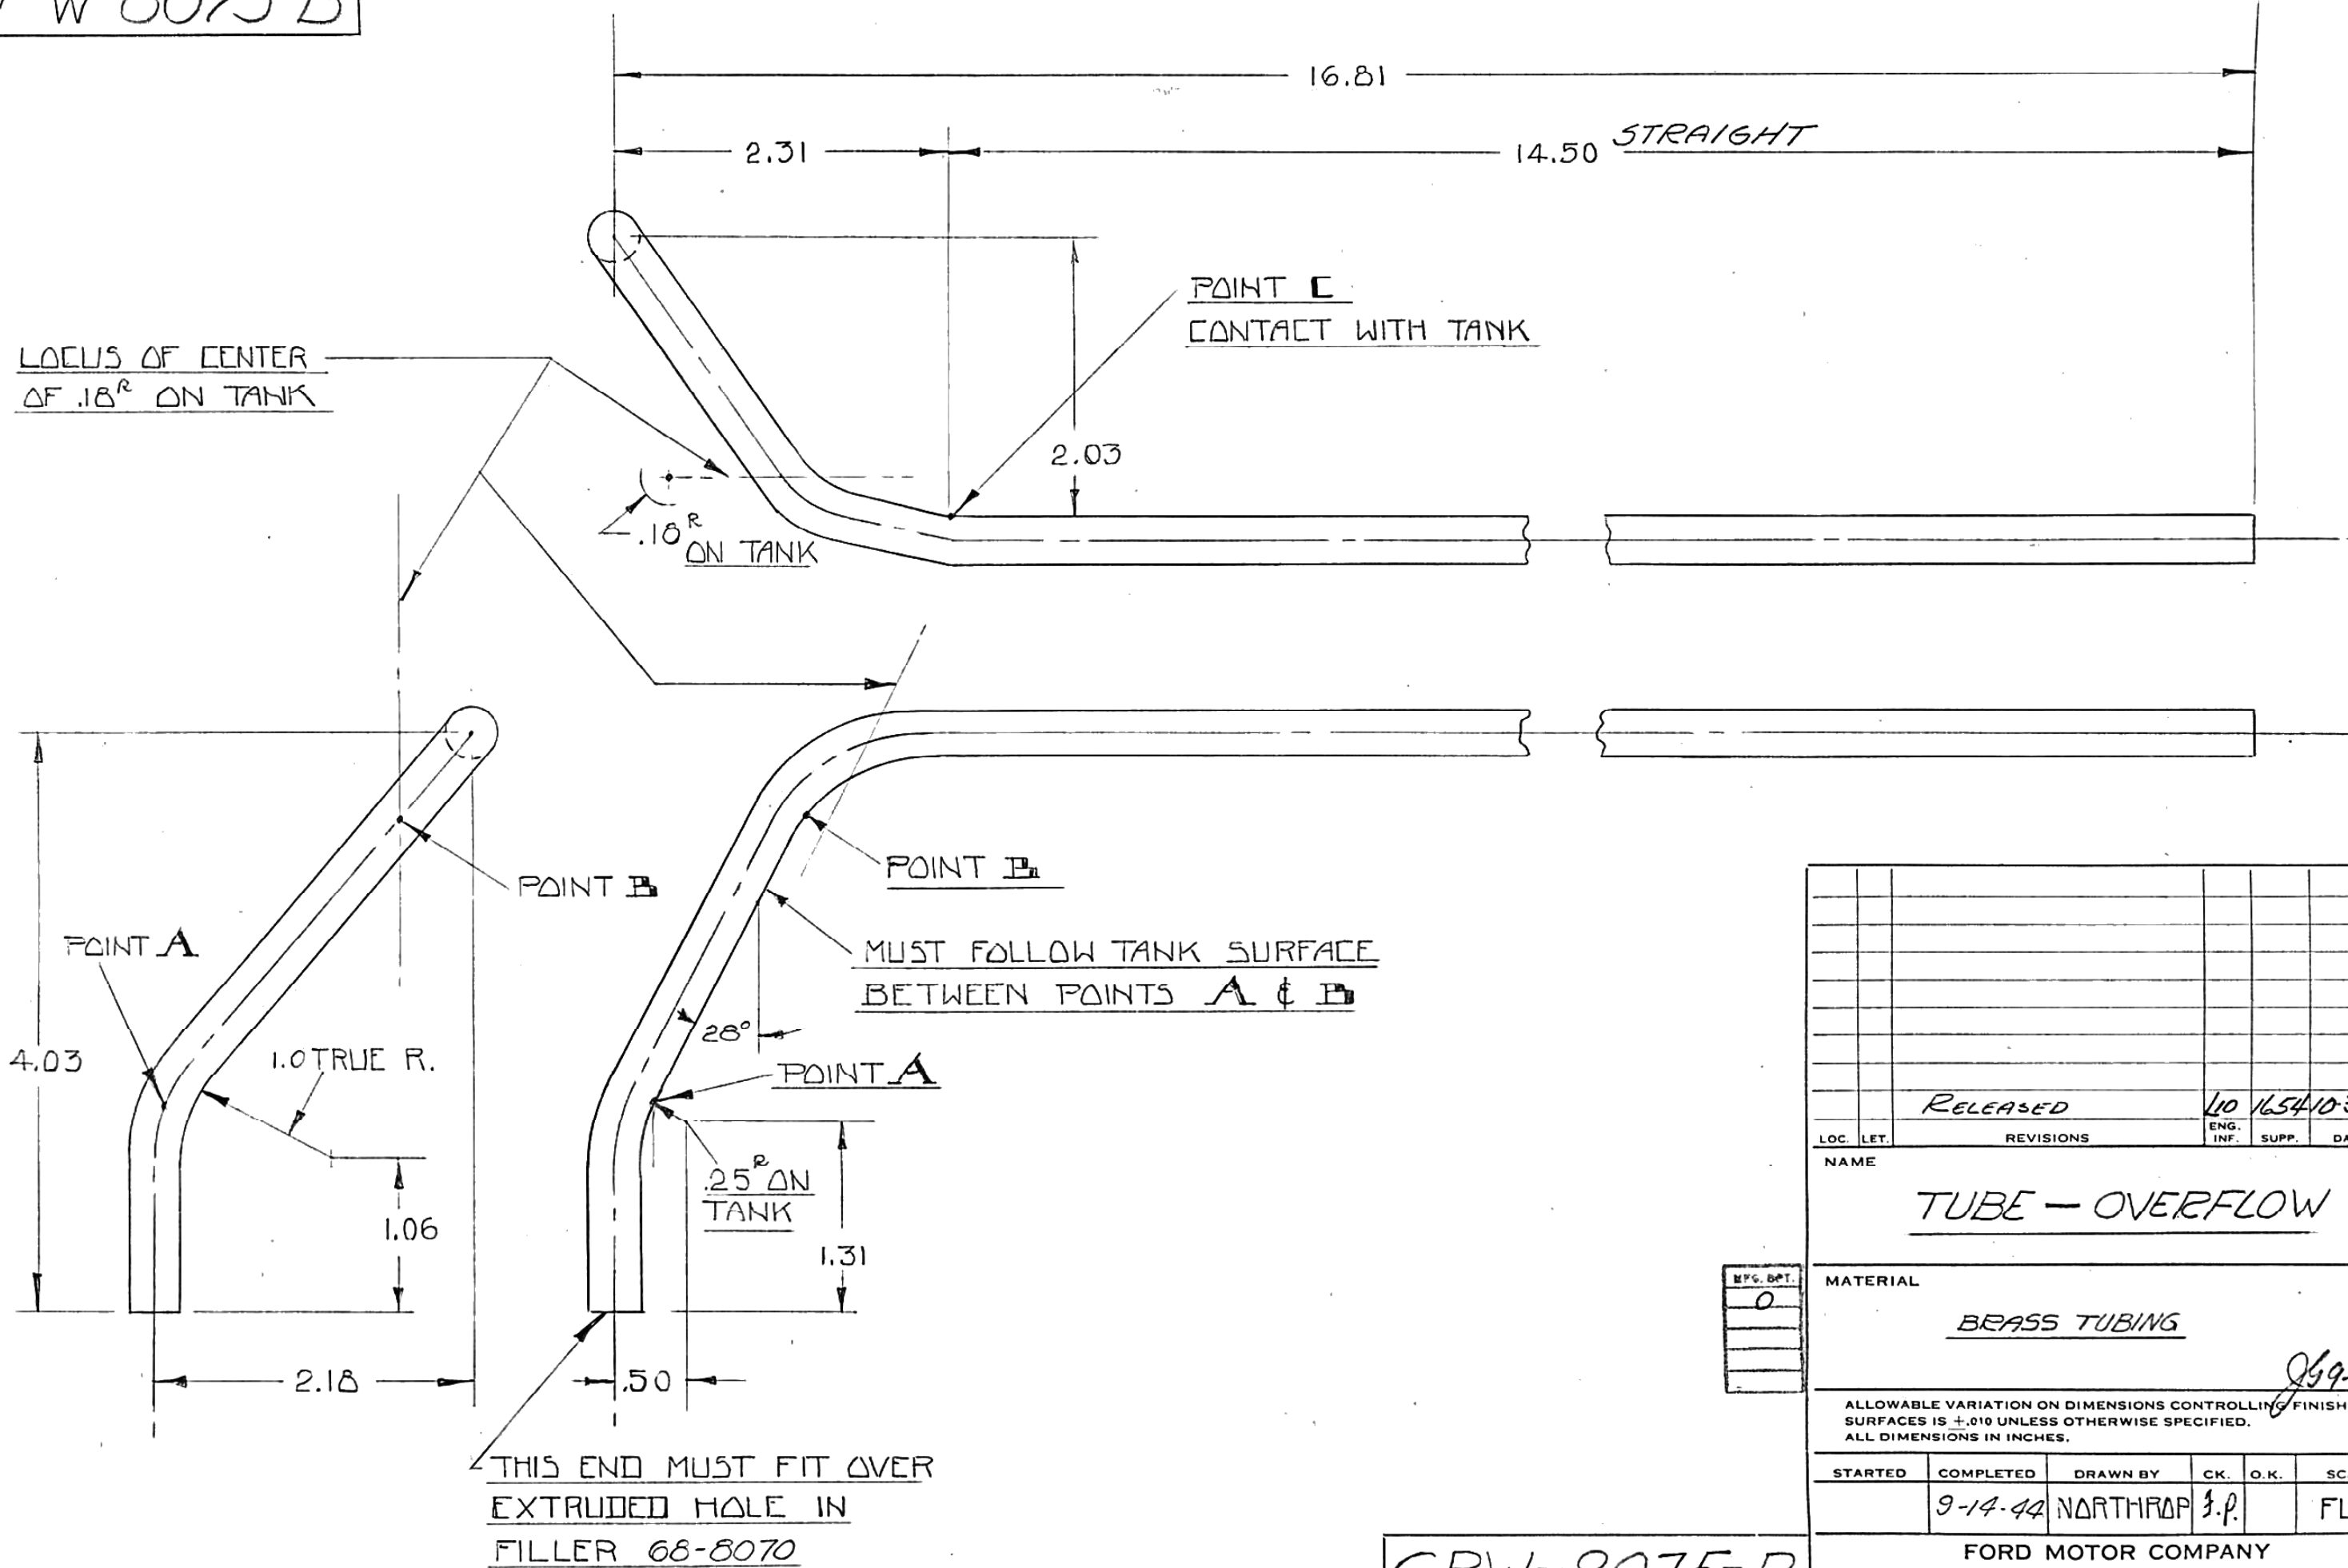 16.81
2.31
14.50 STRAIGHT
POINT C
CONTACT WITH TANK
LOCUS OF CENTER
OF .18R ON TANK
2.03
.18R
ON TANK
POINT B
POINT B
POINT A
MUST FOLLOW TANK SURFACE
BETWEEN POINTS A & B
28°
4.03
1.0 TRUE R.
POINT A
.25R ON
TANK
1.06
1.31
2.18
.50
THIS END MUST FIT OVER
EXTRUDED HOLE IN
FILLER 68-8070
RELEASED 1654
LOC. LET. REVISIONS ENG. INF. SUPP.
NAME
TUBE — OVERFLOW
MFG. DPT.
O
MATERIAL
BRASS TUBING
ALLOWABLE VARIATION ON DIMENSIONS CONTROLLING FINISH
SURFACES IS ±.010 UNLESS OTHERWISE SPECIFIED.
ALL DIMENSIONS IN INCHES.
STARTED COMPLETED DRAWN BY CK. O.K.
9-14-44 NORTHROP J.P.
FORD MOTOR COMPANY